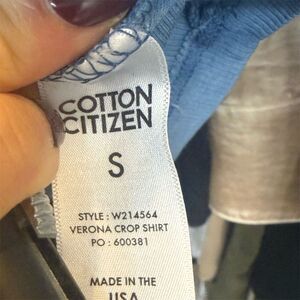 COTTON
CITIZEN
S
STYLE : W214564
VERONA CROP SHIRT
PO : 600381
MADE IN THE
USA